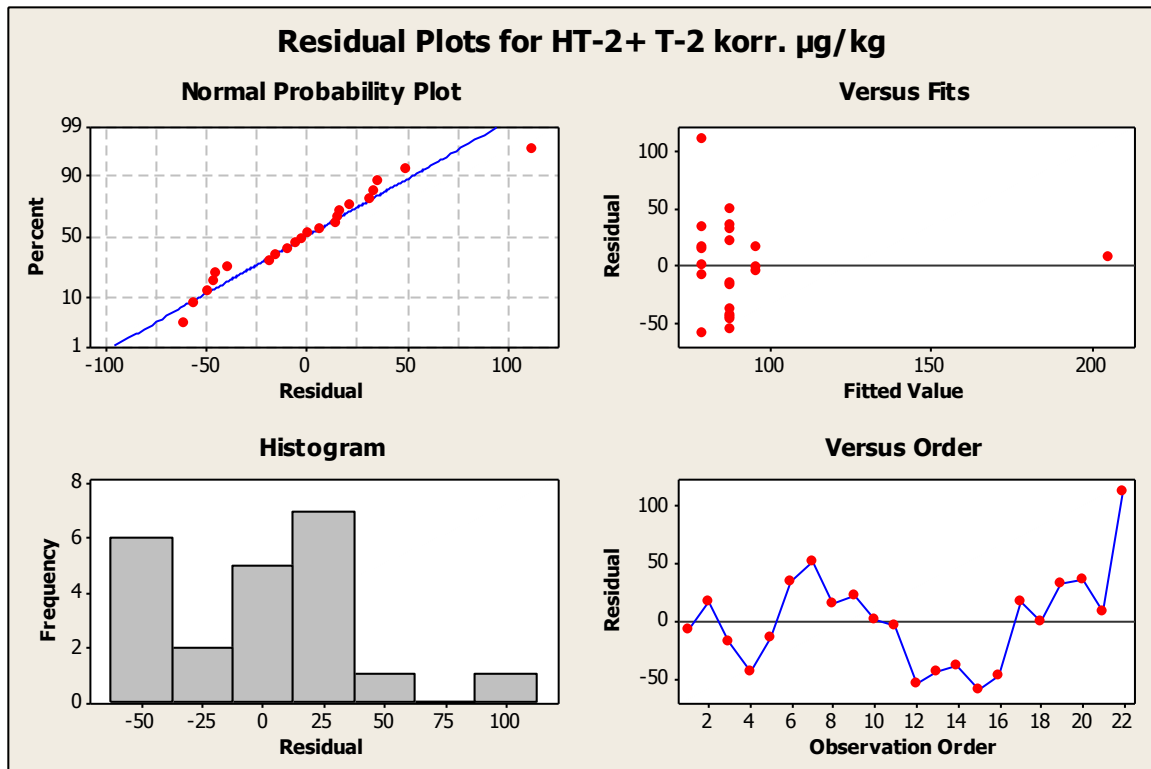 Residual Plots for HT-2+ T-2 korr. µg/kg
Normal Probability Plot
99
90
50
10
1
Percent
-100 -50 0 50 100
Residual
Versus Fits
100
50
0
-50
Residual
100 150 200
Fitted Value
Histogram
8
6
4
2
0
Frequency
-50 -25 0 25 50 75 100
Residual
Versus Order
100
50
0
-50
Residual
2 4 6 8 10 12 14 16 18 20 22
Observation Order